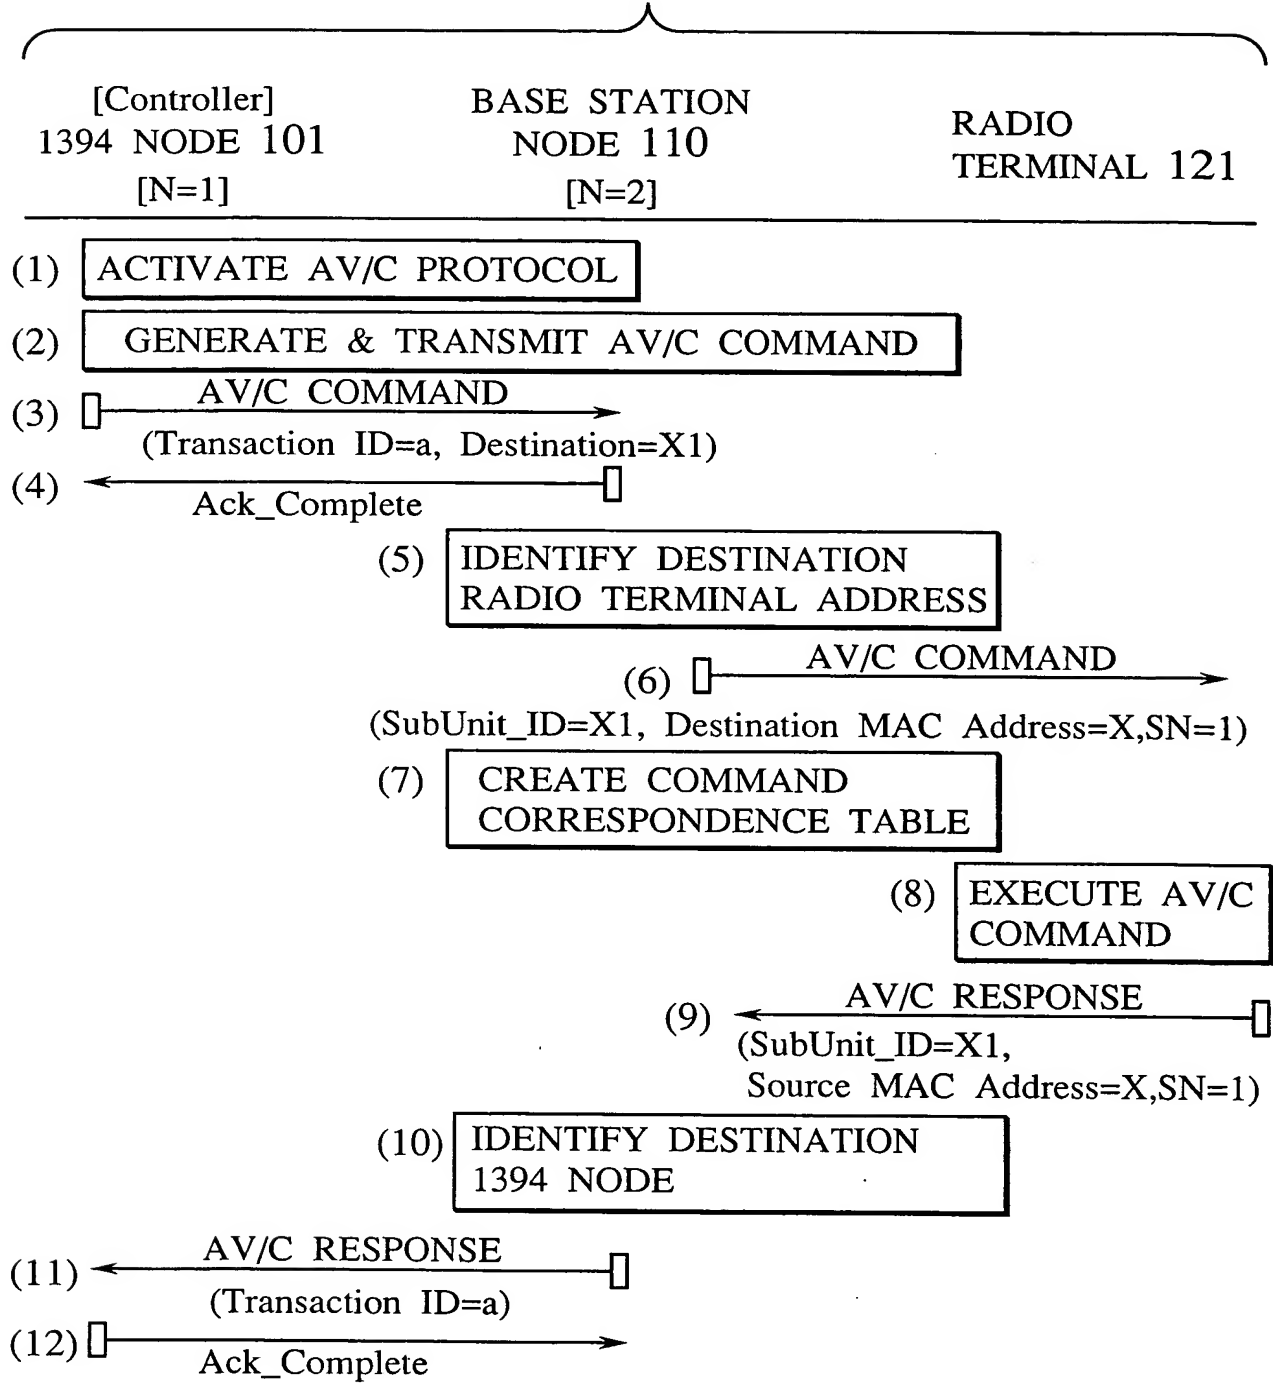 [Controller]
1394 NODE 101
[N=1]
BASE STATION
NODE 110
[N=2]
RADIO
TERMINAL 121
(1) ACTIVATE AV/C PROTOCOL
(2) GENERATE & TRANSMIT AV/C COMMAND
(3) AV/C COMMAND
(Transaction ID=a, Destination=X1)
(4) Ack_Complete
(5) IDENTIFY DESTINATION
RADIO TERMINAL ADDRESS
(6) AV/C COMMAND
(SubUnit_ID=X1, Destination MAC Address=X,SN=1)
(7) CREATE COMMAND
CORRESPONDENCE TABLE
(8) EXECUTE AV/C
COMMAND
(9) AV/C RESPONSE
(SubUnit_ID=X1,
Source MAC Address=X,SN=1)
(10) IDENTIFY DESTINATION
1394 NODE
(11) AV/C RESPONSE
(Transaction ID=a)
(12) Ack_Complete